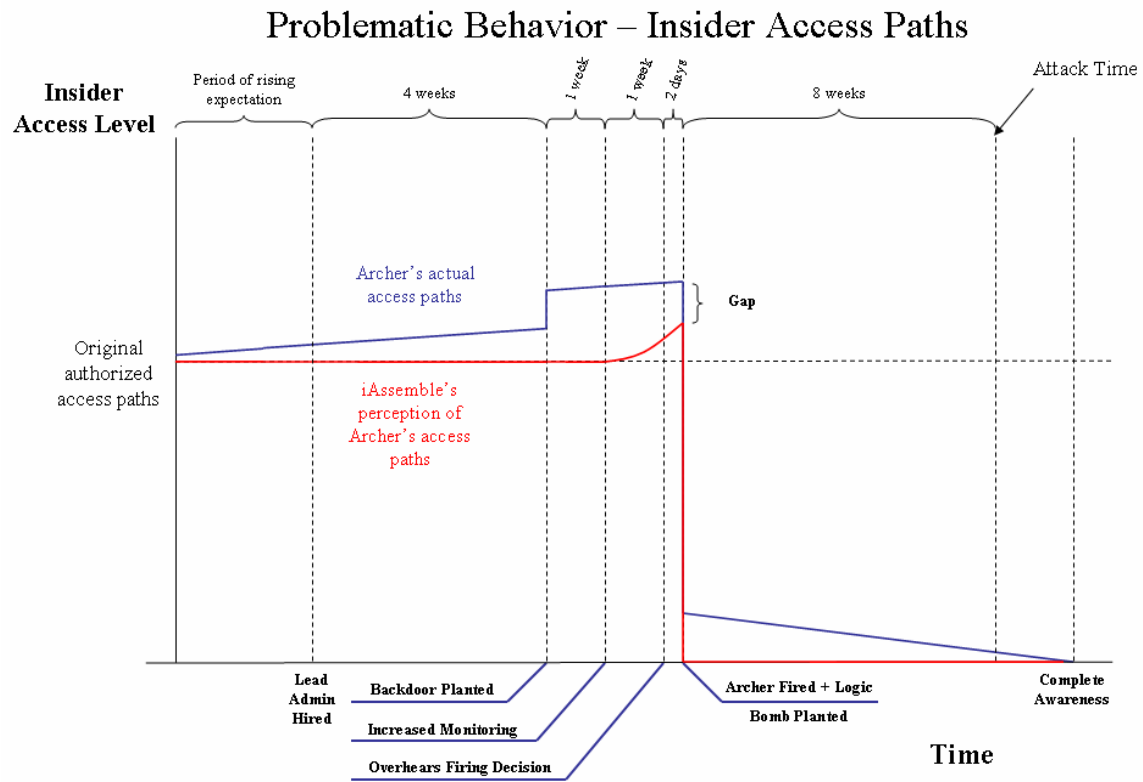 Problematic Behavior – Insider Access Paths
Insider
Access Level
Period of rising
expectation
4 weeks
1 week
1 week
2 days
8 weeks
Attack Time
Archer's actual
access paths
Gap
Original
authorized
access paths
iAssemble's
perception of
Archer's access
paths
Lead
Admin
Hired
Backdoor Planted
Increased Monitoring
Overhears Firing Decision
Archer Fired + Logic
Bomb Planted
Complete
Awareness
Time